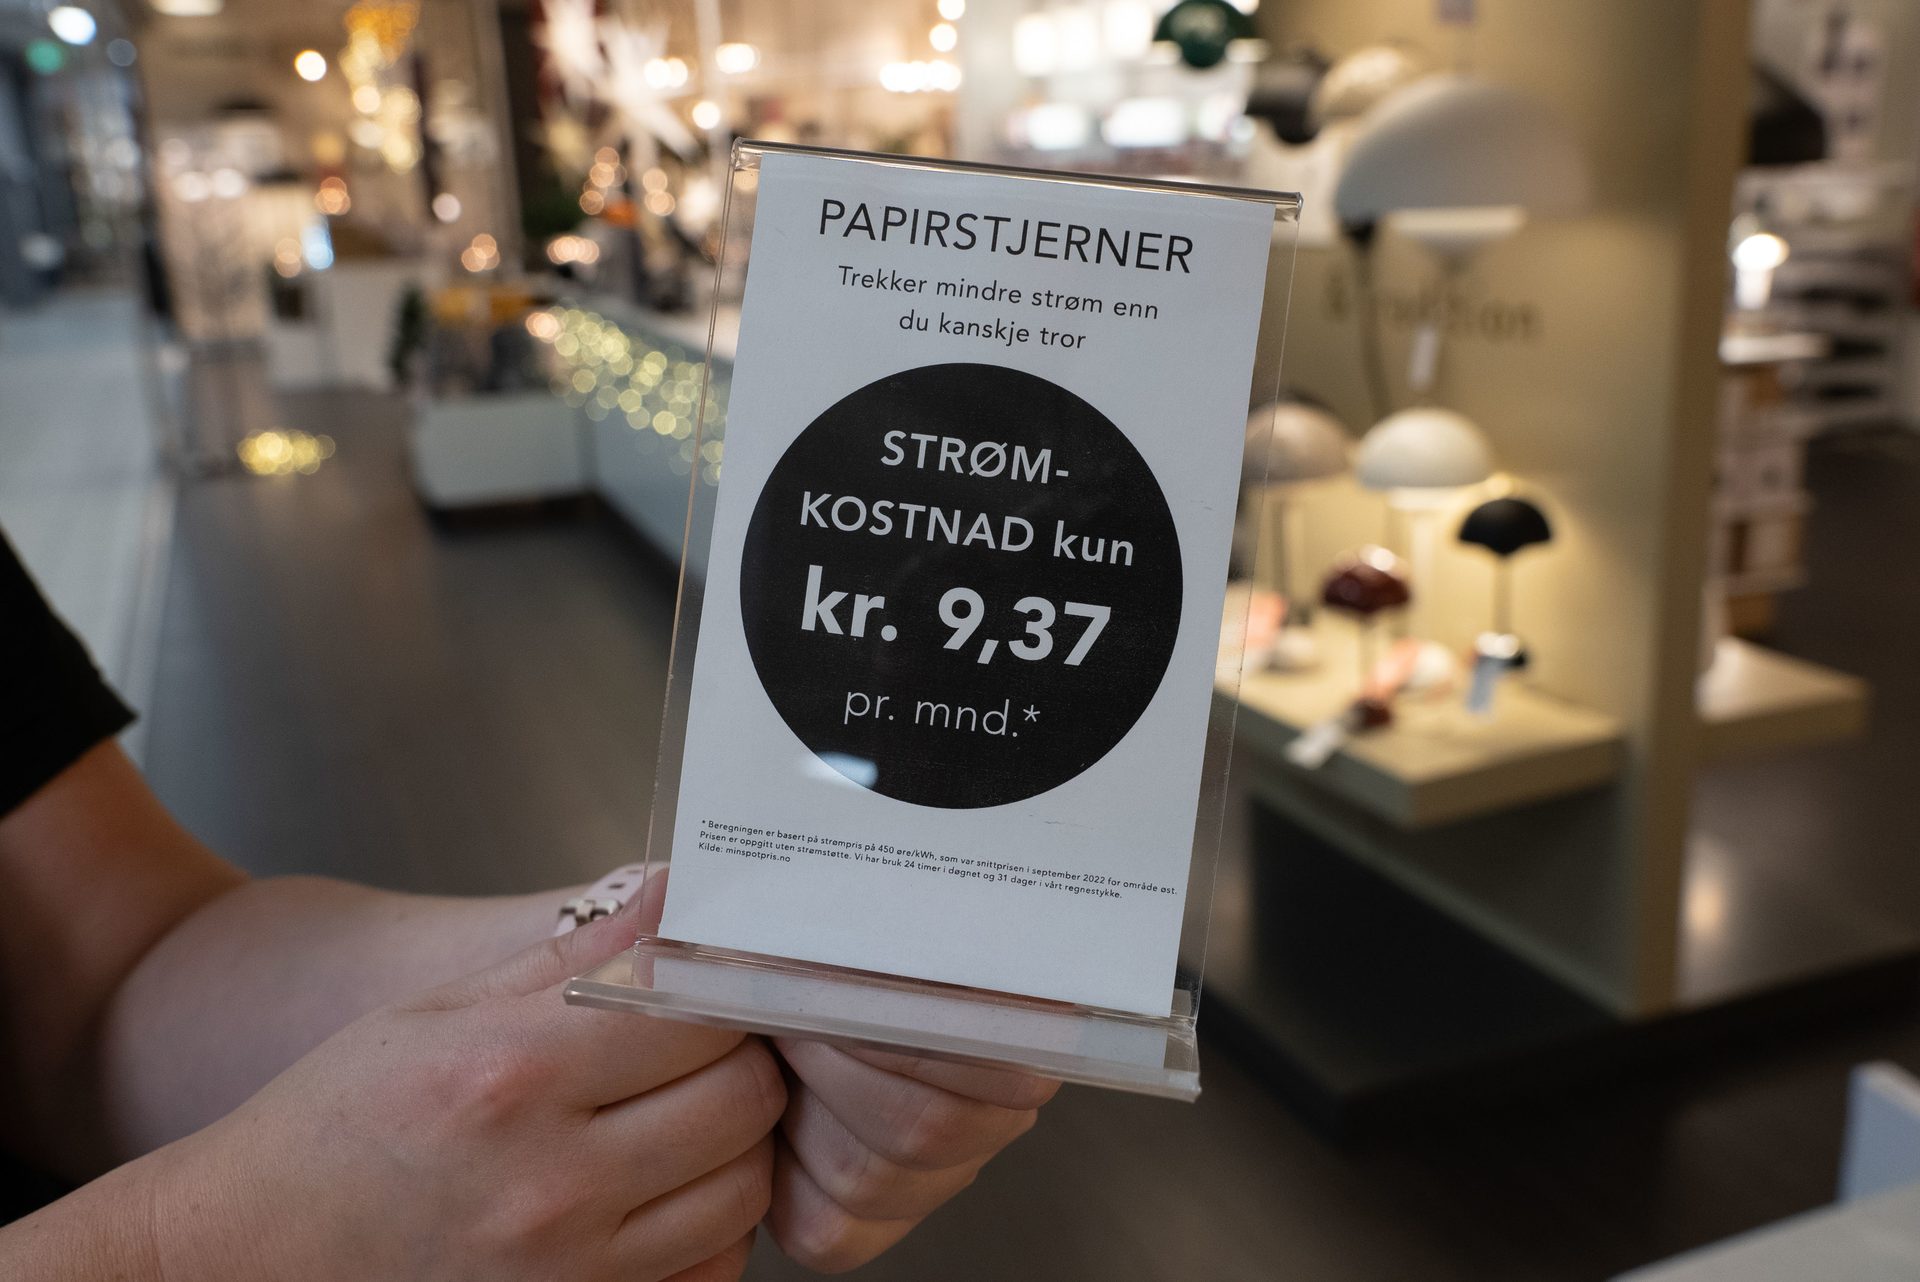 PAPIRSTJERNER
Trekker mindre strøm enn
du kanskje tror
STRØM-
KOSTNAD kun
kr. 9,37
pr. mnd.*
* Beregningen er basert på strømpris på 450 øre/kWh, som var snittprisen i september 2022 for område øst.
Prisen er oppgitt uten strømstøtte. Vi har bruk 24 timer i døgnet og 31 dager i vårt regnestykke.
Kilde: minspotpris.no